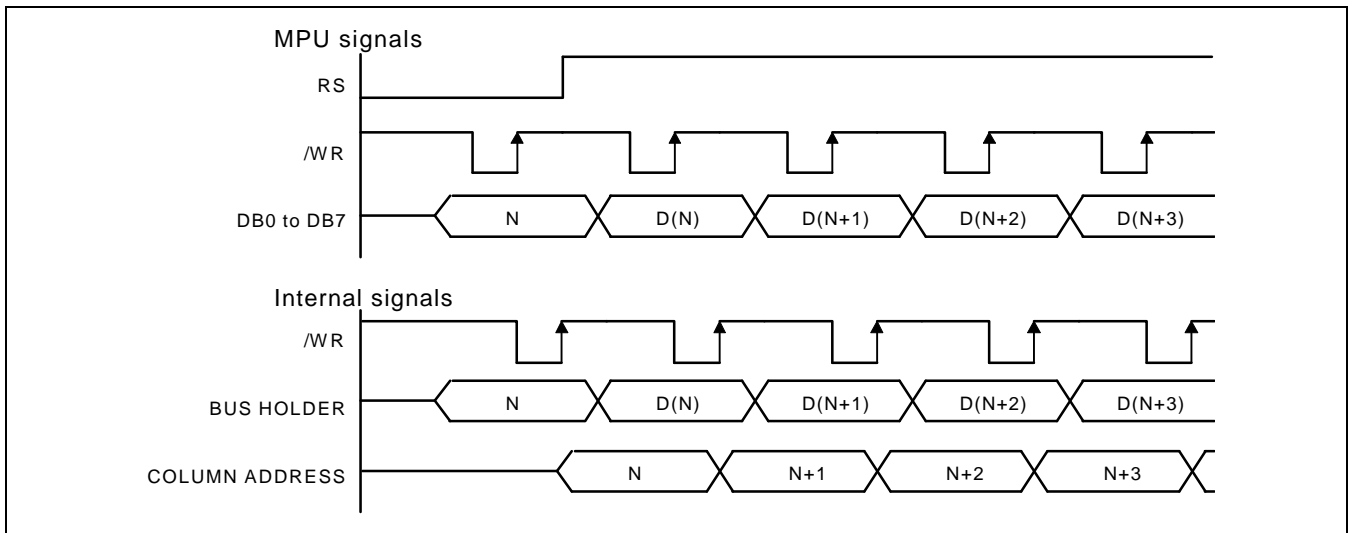 MPU signals
RS
/WR
DB0 to DB7 N D(N) D(N+1) D(N+2) D(N+3)
Internal signals
/WR
BUS HOLDER N D(N) D(N+1) D(N+2) D(N+3)
COLUMN ADDRESS N N+1 N+2 N+3